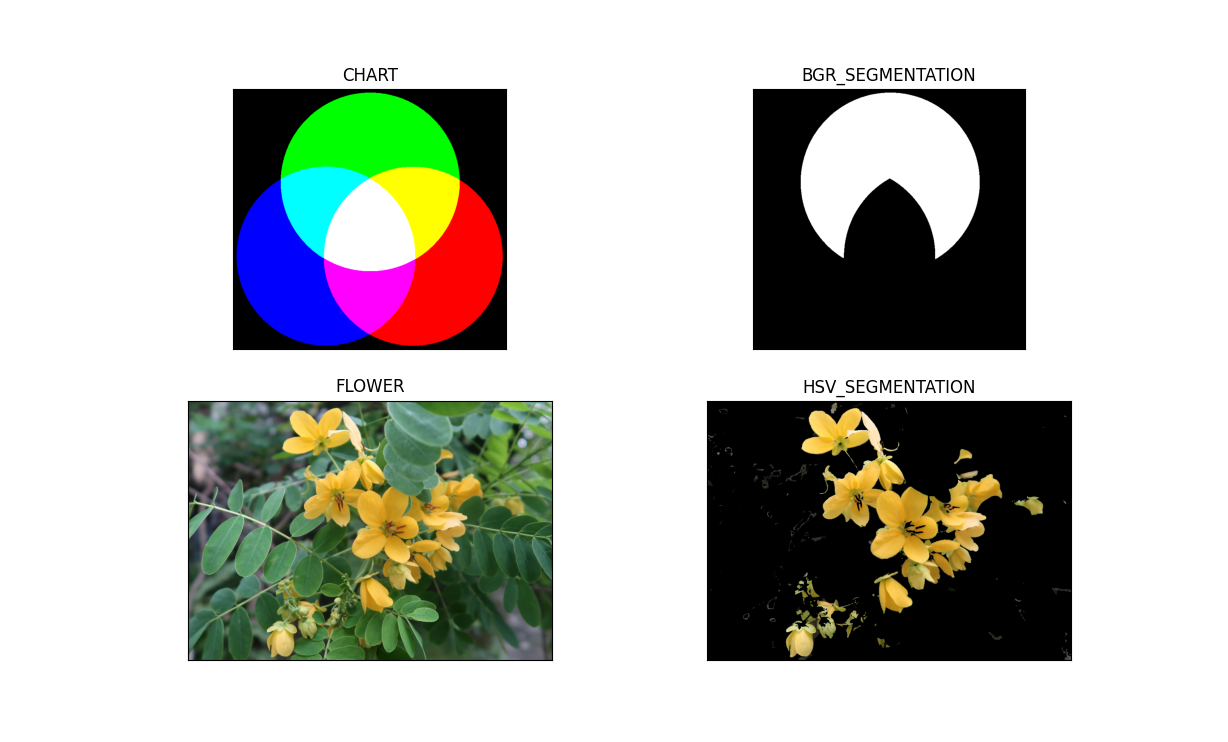 CHART
BGR_SEGMENTATION
FLOWER
HSV_SEGMENTATION